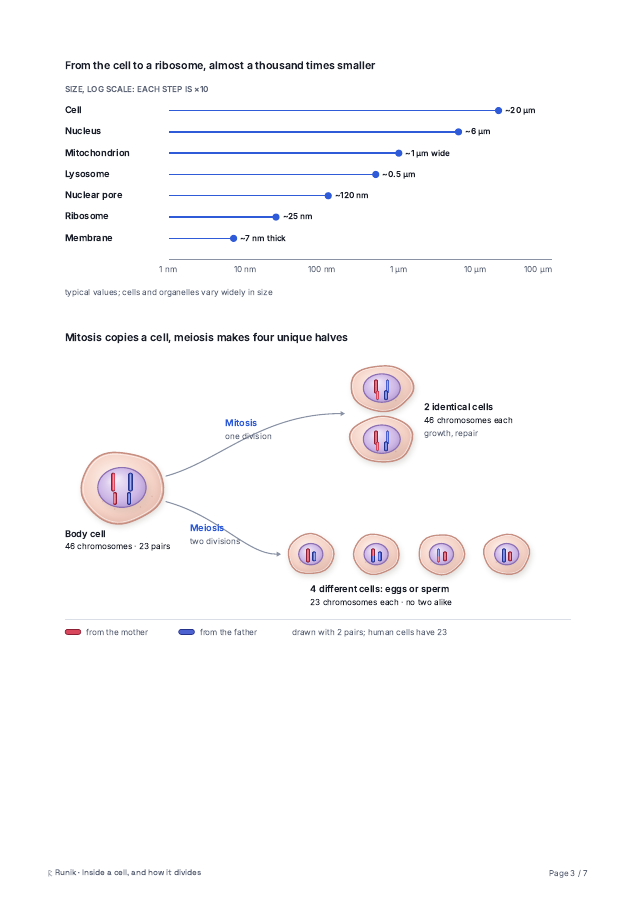 From the cell to a ribosome, almost a thousand times smaller
SIZE, LOG SCALE: EACH STEP IS ×10
Cell ~20 µm
Nucleus ~6 µm
Mitochondrion ~1 µm wide
Lysosome ~0.5 µm
Nuclear pore ~120 nm
Ribosome ~25 nm
Membrane ~7 nm thick
1 nm 10 nm 100 nm 1 µm 10 µm 100 µm
typical values; cells and organelles vary widely in size
Mitosis copies a cell, meiosis makes four unique halves
Mitosis
one division
2 identical cells
46 chromosomes each
growth, repair
Body cell
46 chromosomes · 23 pairs
Meiosis
two divisions
4 different cells: eggs or sperm
23 chromosomes each · no two alike
from the mother from the father drawn with 2 pairs; human cells have 23
Runik · Inside a cell, and how it divides Page 3 / 7